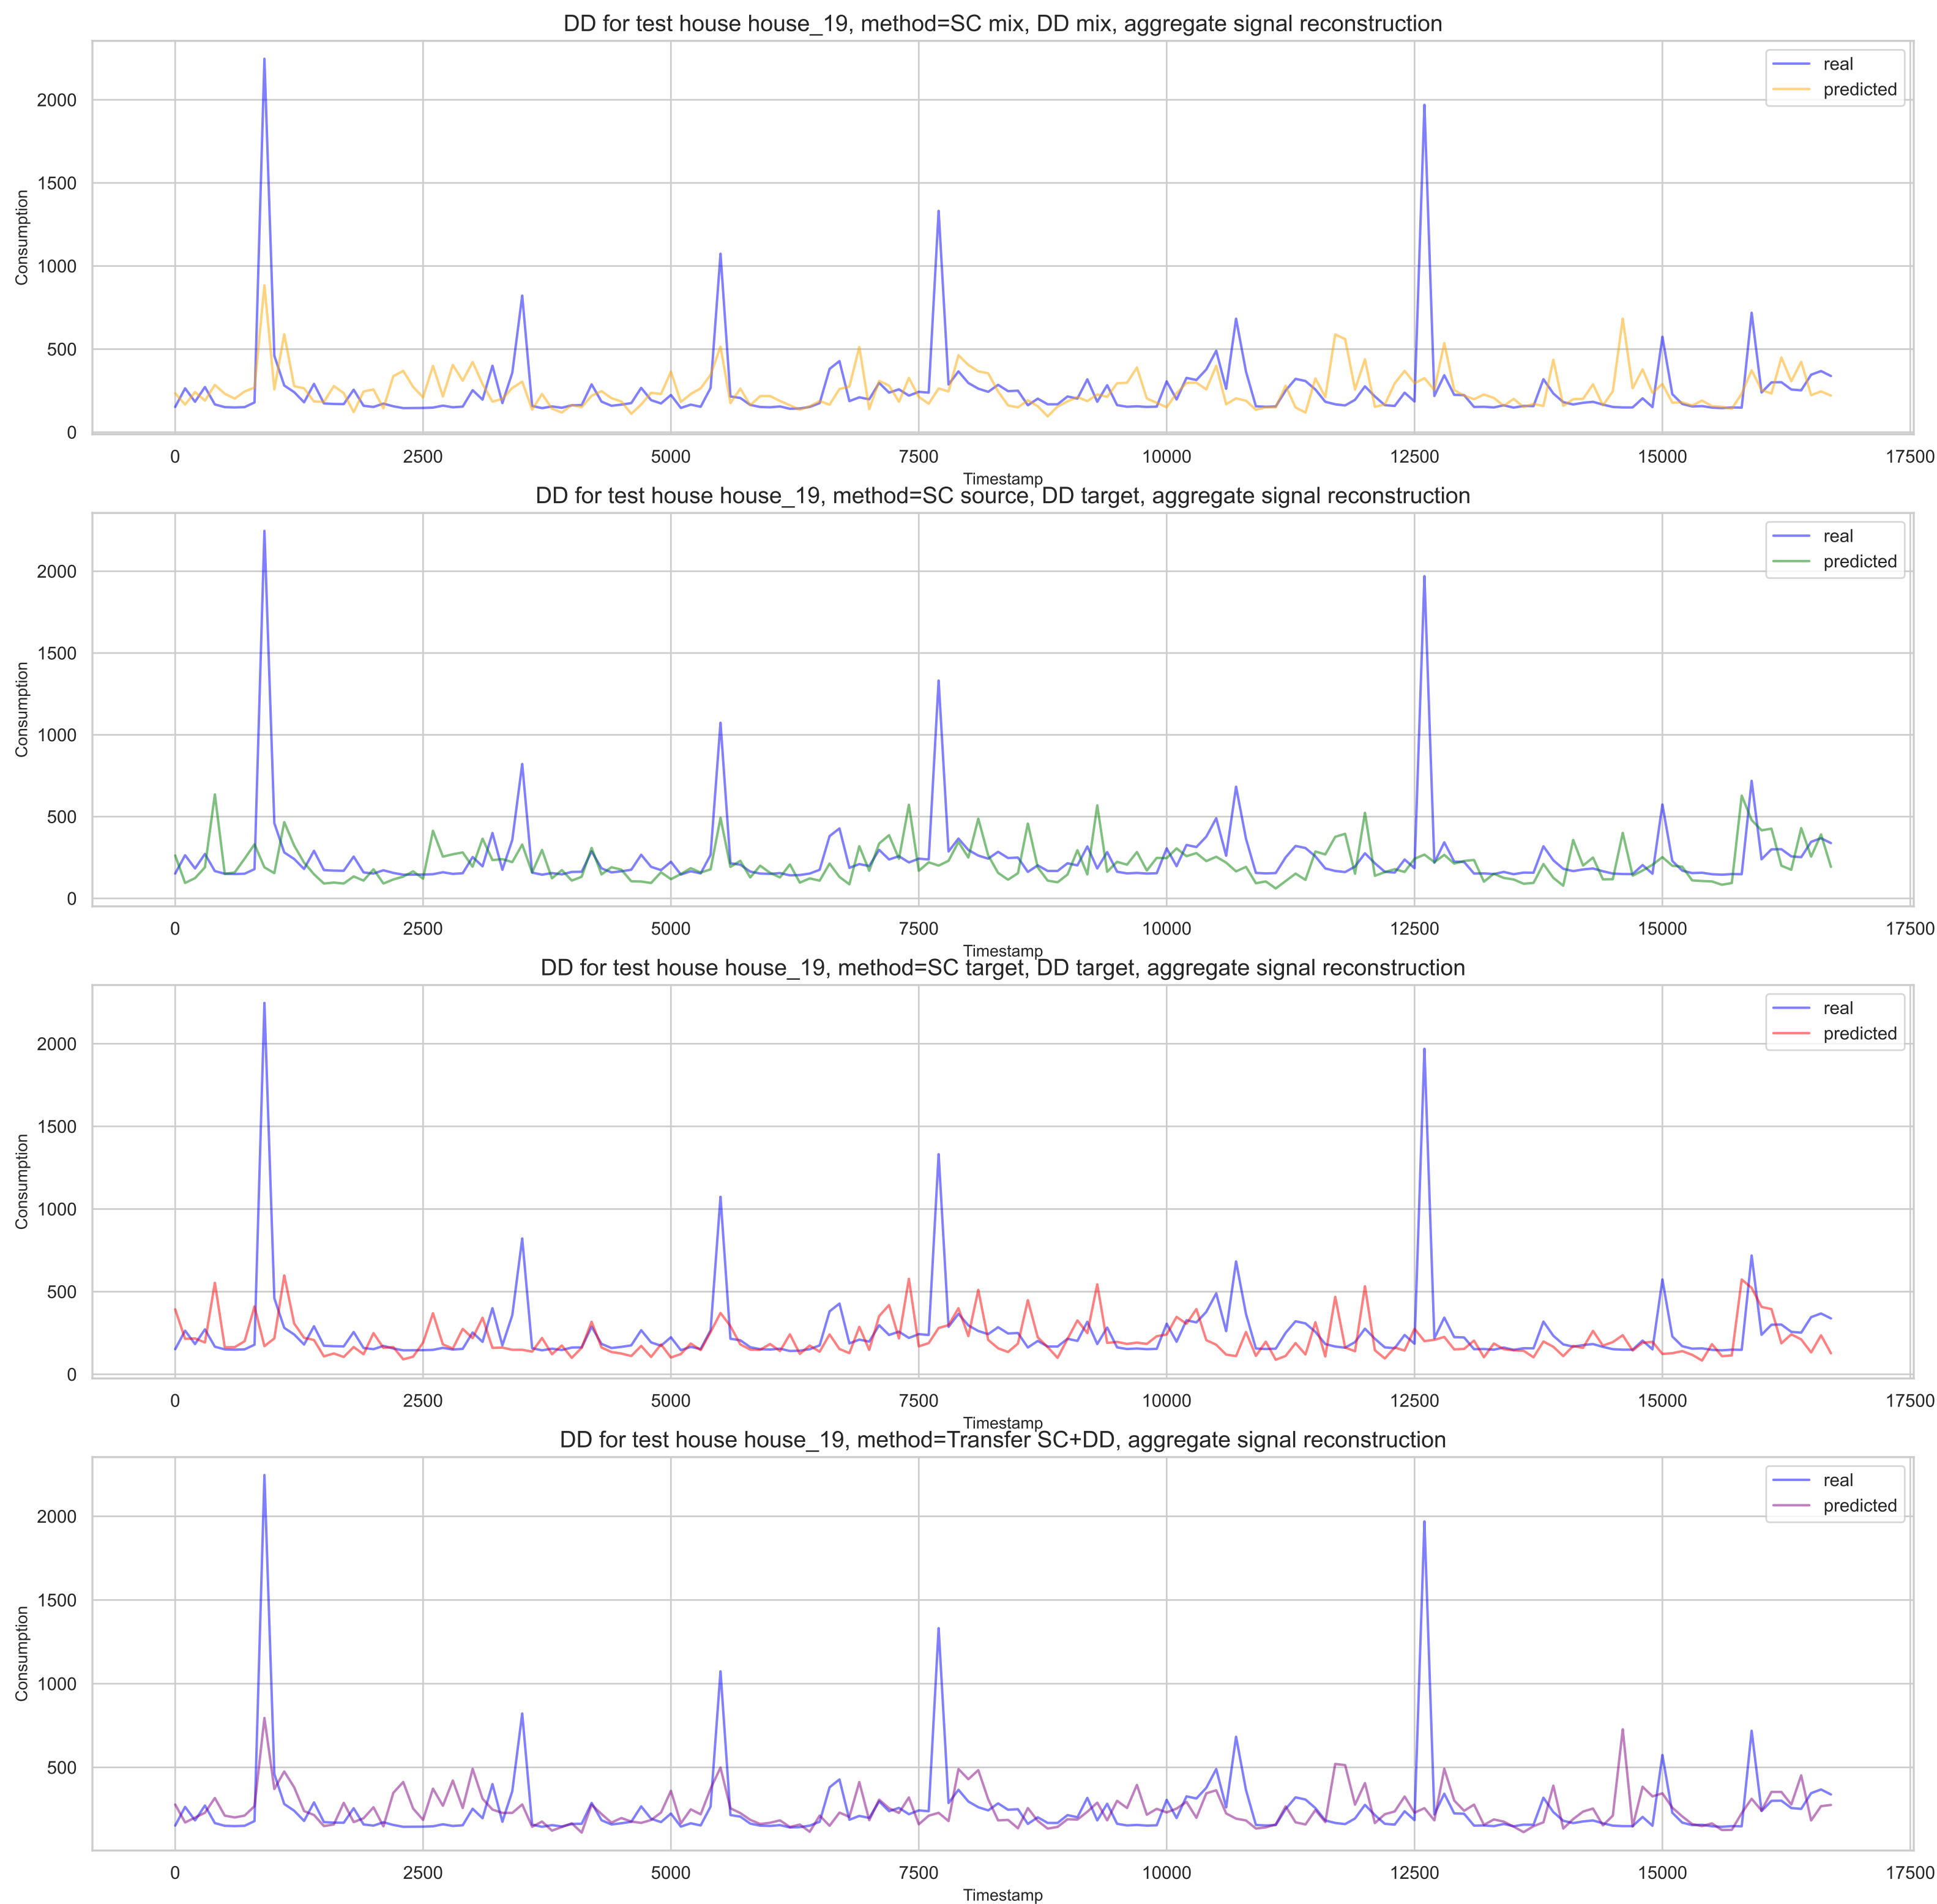 DD for test house house_19, method=SC mix, DD mix, aggregate signal reconstruction
real
predicted
Consumption
2000
1500
1000
500
0
0 2500 5000 7500 10000 12500 15000 17500
Timestamp
DD for test house house_19, method=SC source, DD target, aggregate signal reconstruction
real
predicted
Consumption
2000
1500
1000
500
0
0 2500 5000 7500 10000 12500 15000 17500
Timestamp
DD for test house house_19, method=SC target, DD target, aggregate signal reconstruction
real
predicted
Consumption
2000
1500
1000
500
0
0 2500 5000 7500 10000 12500 15000 17500
Timestamp
DD for test house house_19, method=Transfer SC+DD, aggregate signal reconstruction
real
predicted
Consumption
2000
1500
1000
500
0 2500 5000 7500 10000 12500 15000 17500
Timestamp